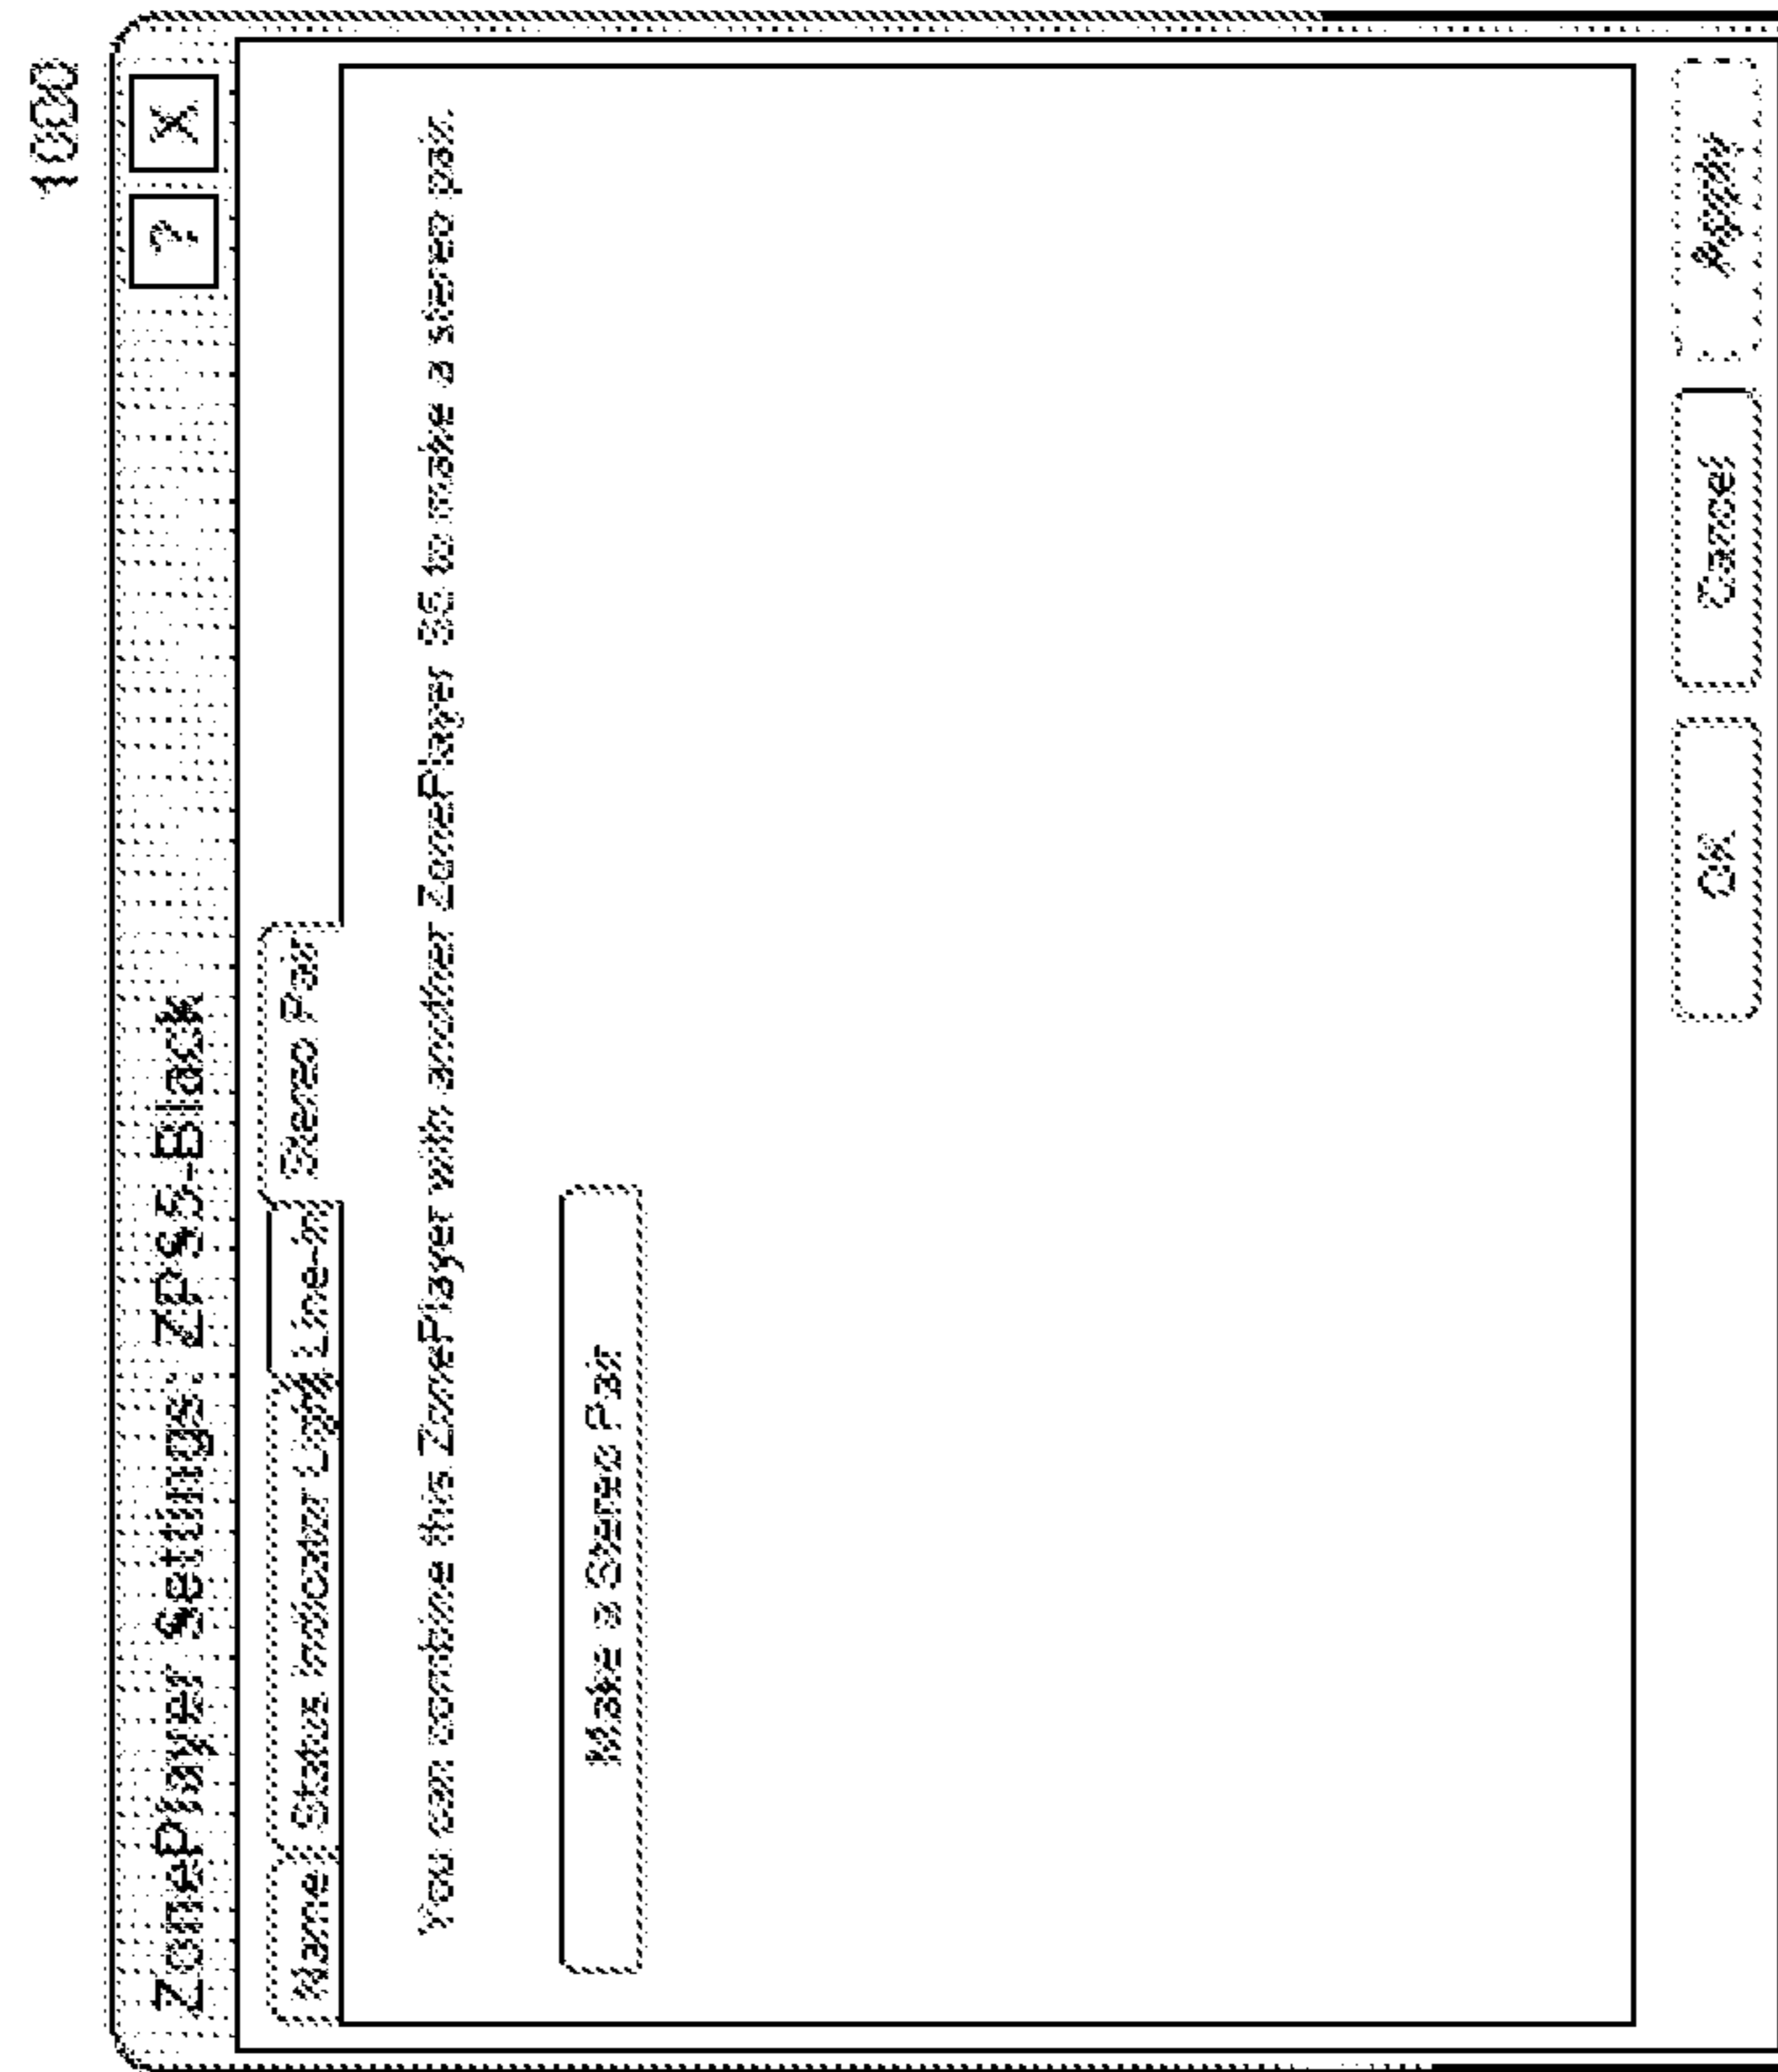 1000
ZonePlayer Settings: ZPS5-Black ? X
Name Status Indicator Light Line-In Stereo Pair
You can combine this ZonePlayer with another ZonePlayer S5 to make a stereo pair.
Make a Stereo Pair
OK Cancel Apply